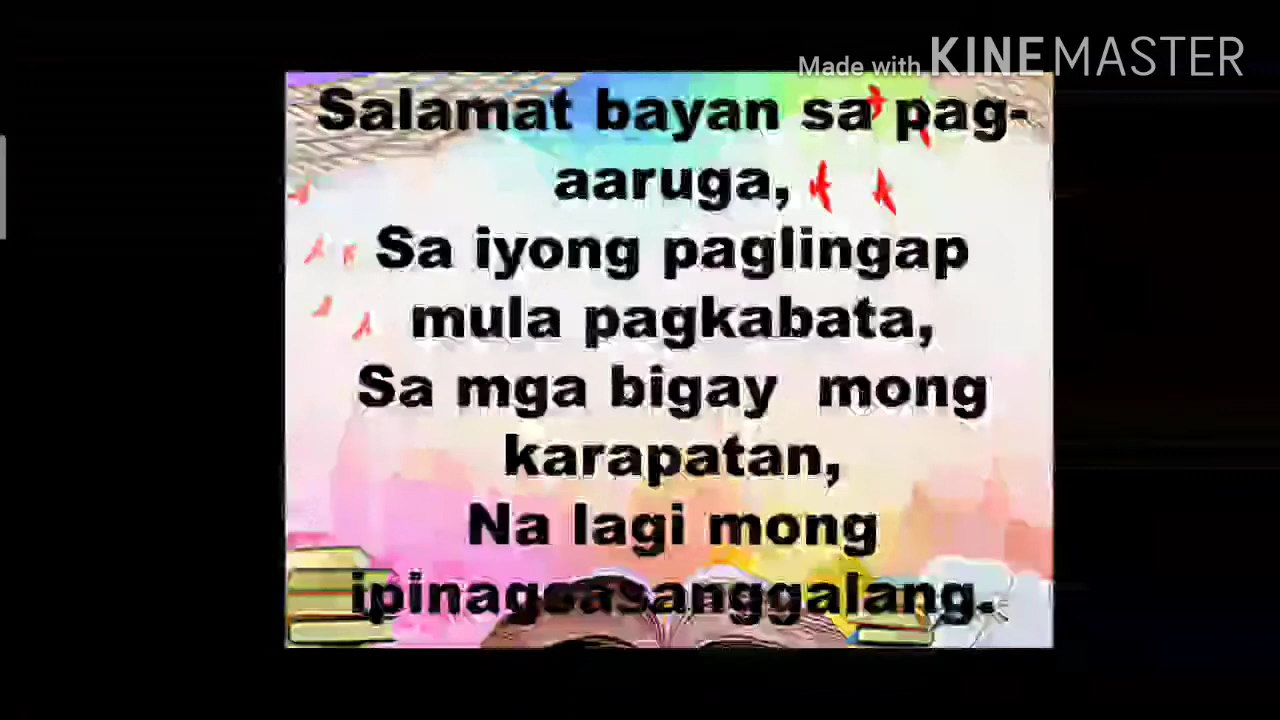 Made with KINEMASTER
Salamat bayan sa pag-
aaruga,
Sa iyong paglingap
mula pagkabata,
Sa mga bigay mong
karapatan,
Na lagi mong
ipinagsasanggalang.